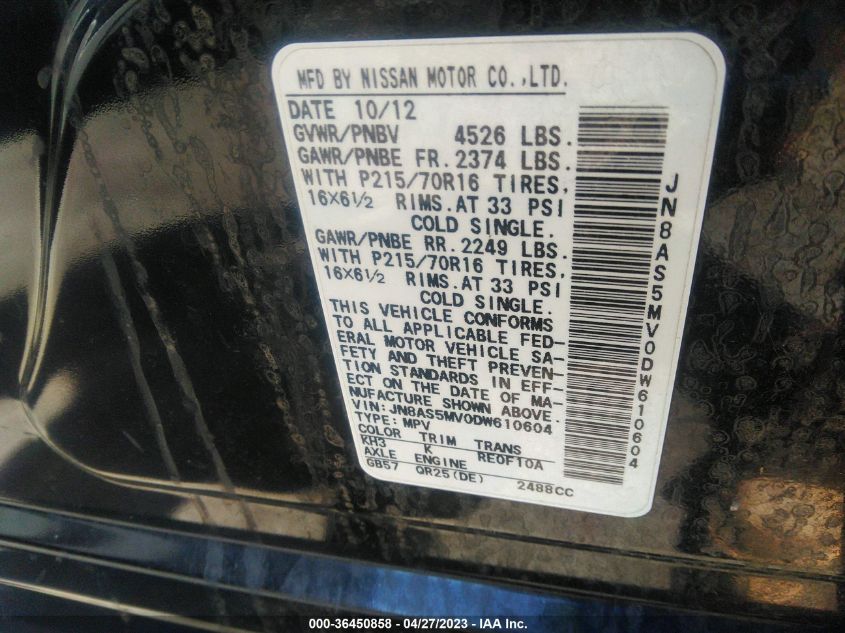 MFD BY NISSAN MOTOR CO.,LTD.
DATE 10/12
GVWR/PNBV 4526 LBS.
GAWR/PNBE FR. 2374 LBS.
WITH P215/70R16 TIRES,
16X6½ RIMS. AT 33 PSI
COLD SINGLE.
GAWR/PNBE RR. 2249 LBS.
WITH P215/70R16 TIRES,
16X6½ RIMS. AT 33 PSI
COLD SINGLE.
THIS VEHICLE CONFORMS
TO ALL APPLICABLE FED-
ERAL MOTOR VEHICLE SA-
FETY AND THEFT PREVEN-
TION STANDARDS IN EFF-
ECT ON THE DATE OF MA-
NUFACTURE SHOWN ABOVE.
VIN: JN8AS5MV0DW610604
TYPE: MPV
COLOR TRIM TRANS
KH3 K RE0F10A
AXLE ENGINE
GB57 QR25(DE) 2488CC
JN8AS5MV0DW610604
000-36450858 - 04/27/2023 - IAA Inc.